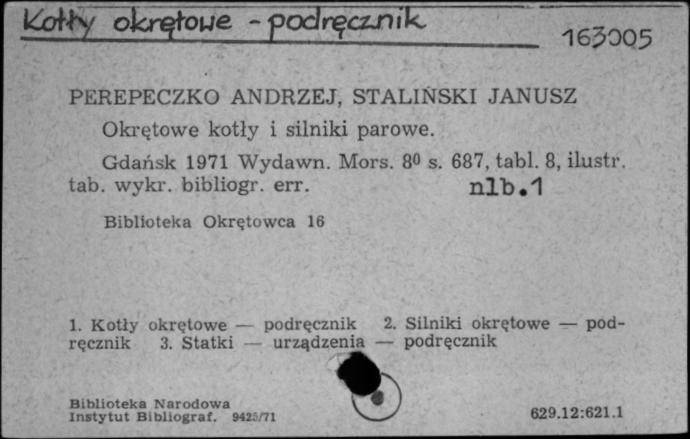 Kotły okrętowe - podręcznik
163005
PEREPECZKO ANDRZEJ, STALIŃSKI JANUSZ
Okrętowe kotły i silniki parowe.
Gdańsk 1971 Wydawn. Mors. 8⁰ s. 687, tabl. 8, ilustr.
tab. wykr. bibliogr. err. nlb.1
Biblioteka Okrętowca 16
1. Kotły okrętowe — podręcznik 2. Silniki okrętowe — pod-
ręcznik 3. Statki — urządzenia — podręcznik
Biblioteka Narodowa
Instytut Bibliograf. 9425/71
629.12:621.1